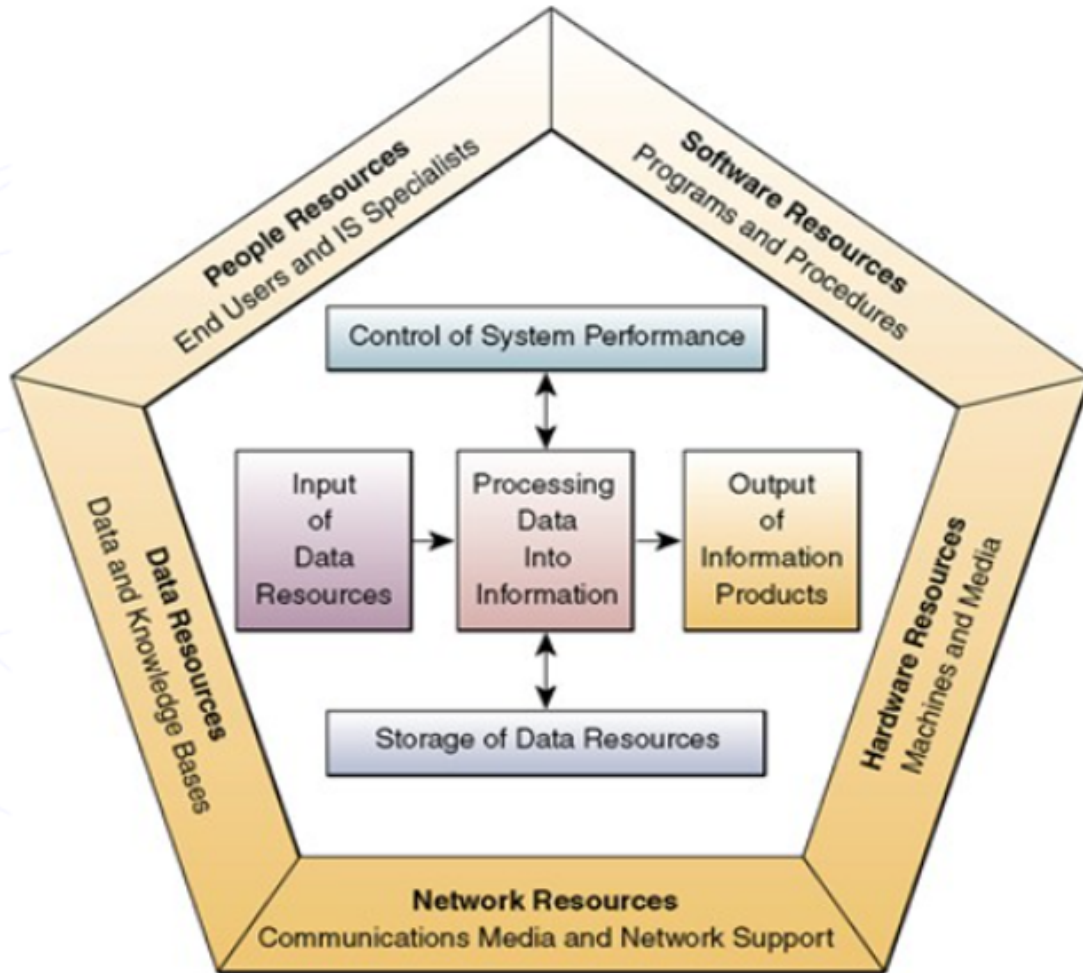 People Resources
End Users and IS Specialists
Software Resources
Programs and Procedures
Control of System Performance
Input
of
Data
Resources
Processing
Data
Into
Information
Output
of
Information
Products
Storage of Data Resources
Data Resources
Data and Knowledge Bases
Hardware Resources
Machines and Media
Network Resources
Communications Media and Network Support